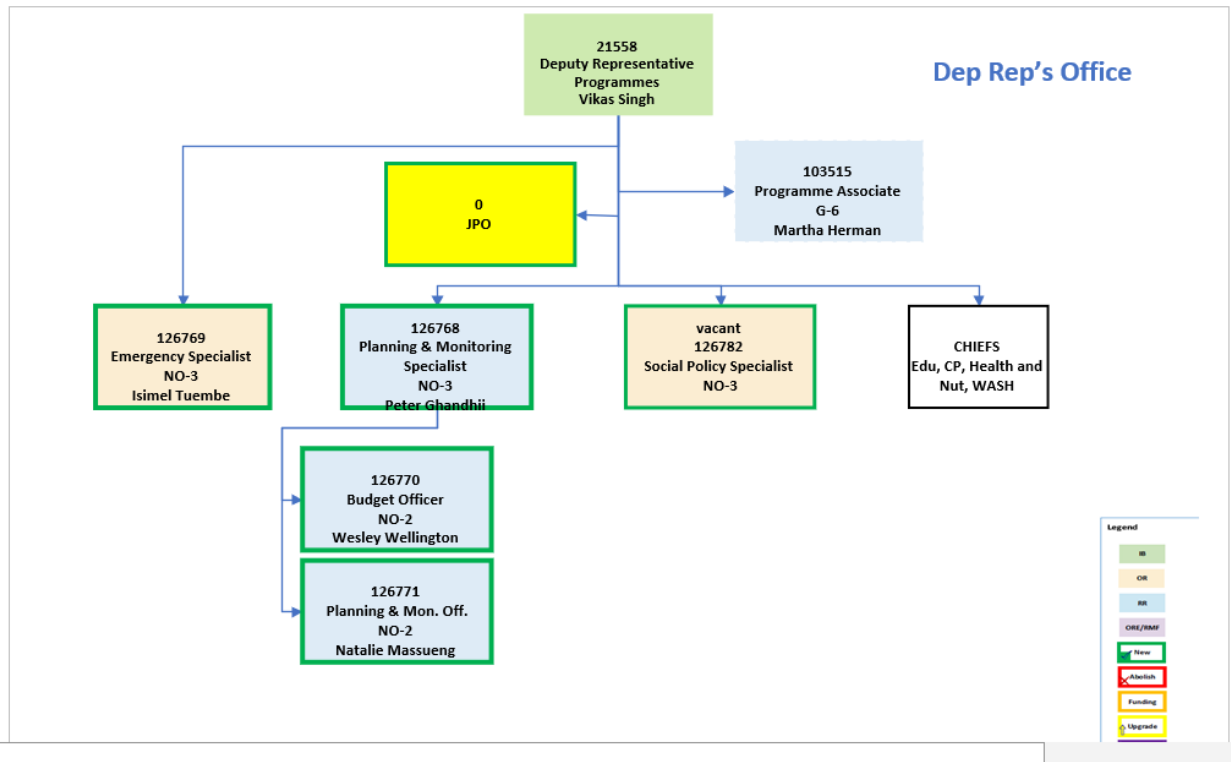 21558
Deputy Representative
Programmes
Vikas Singh
Dep Rep's Office
0
JPO
103515
Programme Associate
G-6
Martha Herman
126769
Emergency Specialist
NO-3
Isimel Tuembe
126768
Planning & Monitoring
Specialist
NO-3
Peter Ghandhii
vacant
126782
Social Policy Specialist
NO-3
CHIEFS
Edu, CP, Health and
Nut, WASH
126770
Budget Officer
NO-2
Wesley Wellington
126771
Planning & Mon. Off.
NO-2
Natalie Massueng
Legend
IB
OR
RR
ORE/RMF
New
Abolish
Funding
Upgrade